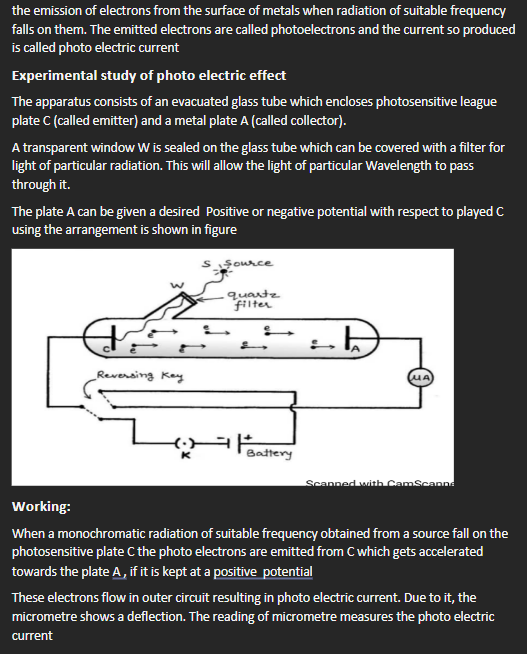 the emission of electrons from the surface of metals when radiation of suitable frequency
falls on them. The emitted electrons are called photoelectrons and the current so produced
is called photo electric current
Experimental study of photo electric effect
The apparatus consists of an evacuated glass tube which encloses photosensitive league
plate C (called emitter) and a metal plate A (called collector).
A transparent window W is sealed on the glass tube which can be covered with a filter for
light of particular radiation. This will allow the light of particular Wavelength to pass
through it.
The plate A can be given a desired Positive or negative potential with respect to played C
using the arrangement is shown in figure
S Source
W
quartz
filter
e e e
C e e e e A
Reversing Key
μA
+
K Battery
Scanned with CamScanne
Working:
When a monochromatic radiation of suitable frequency obtained from a source fall on the
photosensitive plate C the photo electrons are emitted from C which gets accelerated
towards the plate A , if it is kept at a positive potential
These electrons flow in outer circuit resulting in photo electric current. Due to it, the
micrometre shows a deflection. The reading of micrometre measures the photo electric
current